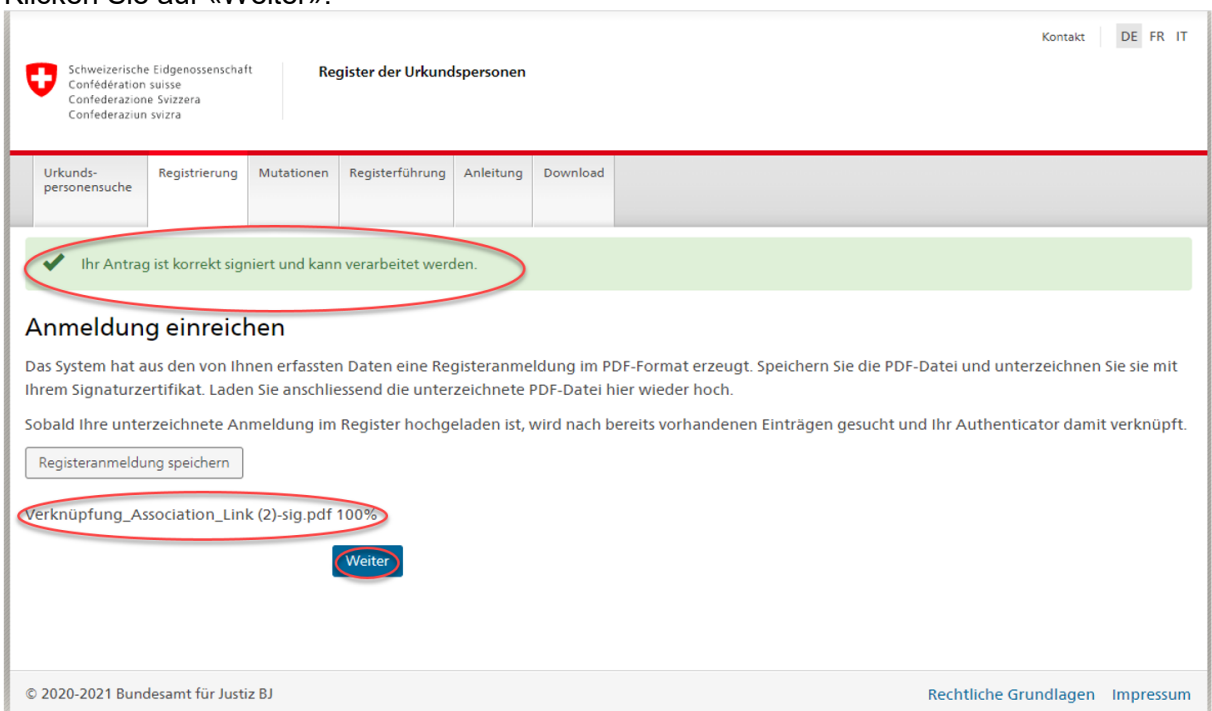 Klicken Sie auf «Weiter».
Kontakt DE FR IT
Schweizerische Eidgenossenschaft
Confédération suisse
Confederazione Svizzera
Confederaziun svizra
Register der Urkundspersonen
Urkunds-
personensuche
Registrierung
Mutationen
Registerführung
Anleitung
Download
Ihr Antrag ist korrekt signiert und kann verarbeitet werden.
Anmeldung einreichen
Das System hat aus den von Ihnen erfassten Daten eine Registeranmeldung im PDF-Format erzeugt. Speichern Sie die PDF-Datei und unterzeichnen Sie sie mit
Ihrem Signaturzertifikat. Laden Sie anschliessend die unterzeichnete PDF-Datei hier wieder hoch.
Sobald Ihre unterzeichnete Anmeldung im Register hochgeladen ist, wird nach bereits vorhandenen Einträgen gesucht und Ihr Authenticator damit verknüpft.
Registeranmeldung speichern
Verknüpfung_Association_Link (2)-sig.pdf 100%
Weiter
© 2020-2021 Bundesamt für Justiz BJ
Rechtliche Grundlagen Impressum